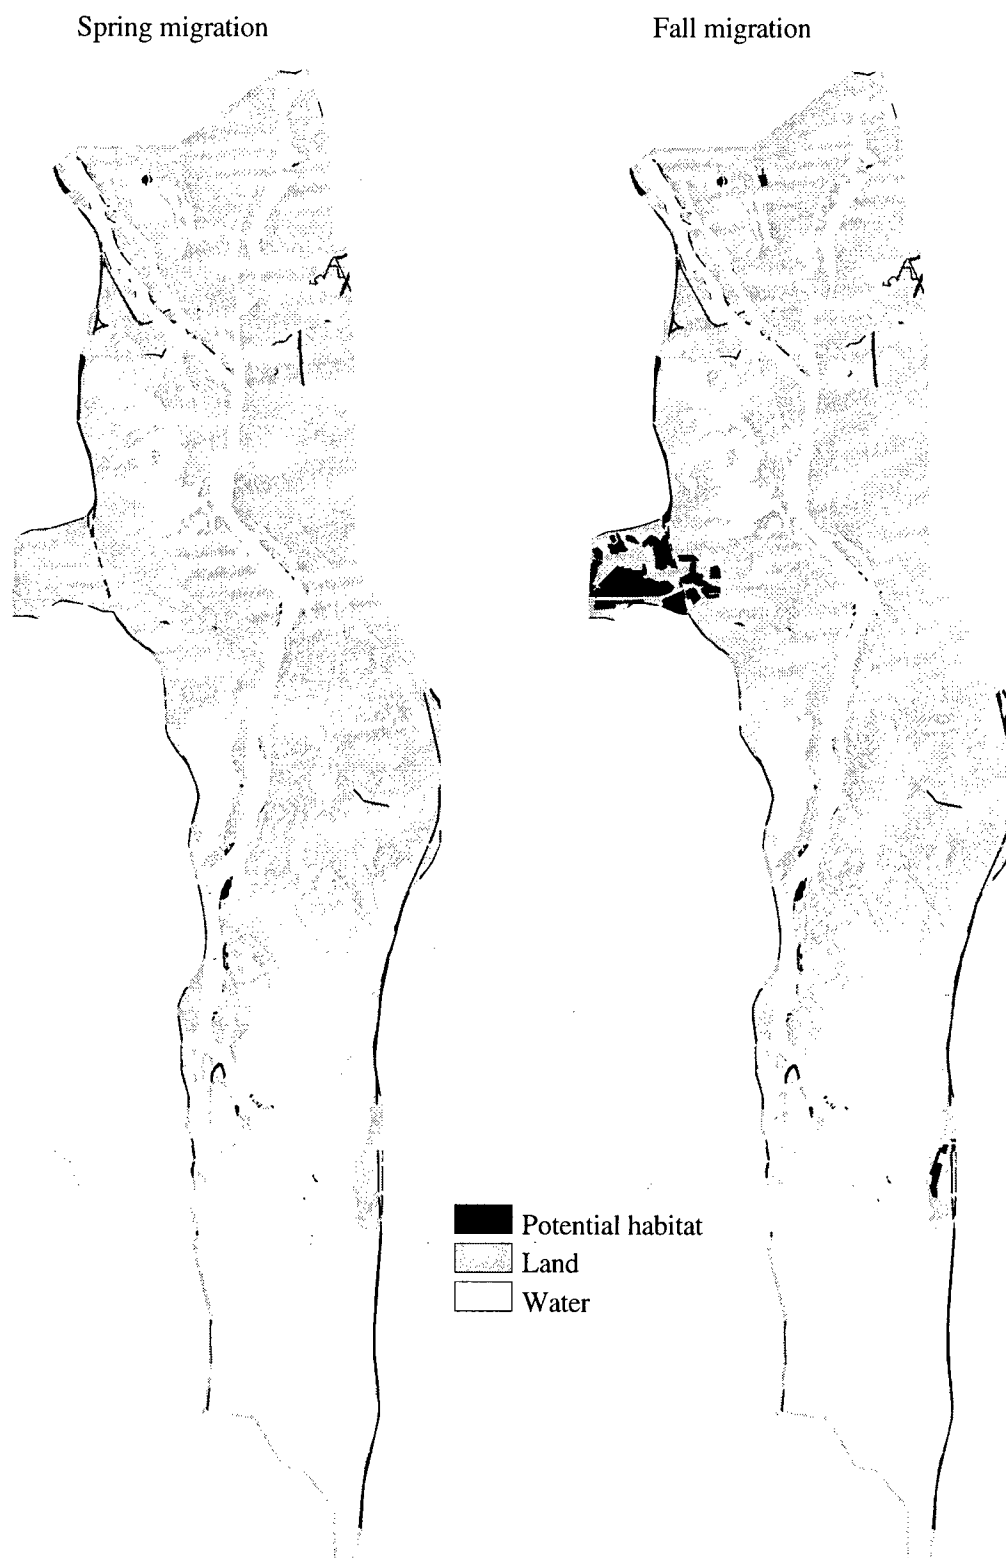 Spring migration
Fall migration
Potential habitat
Land
Water